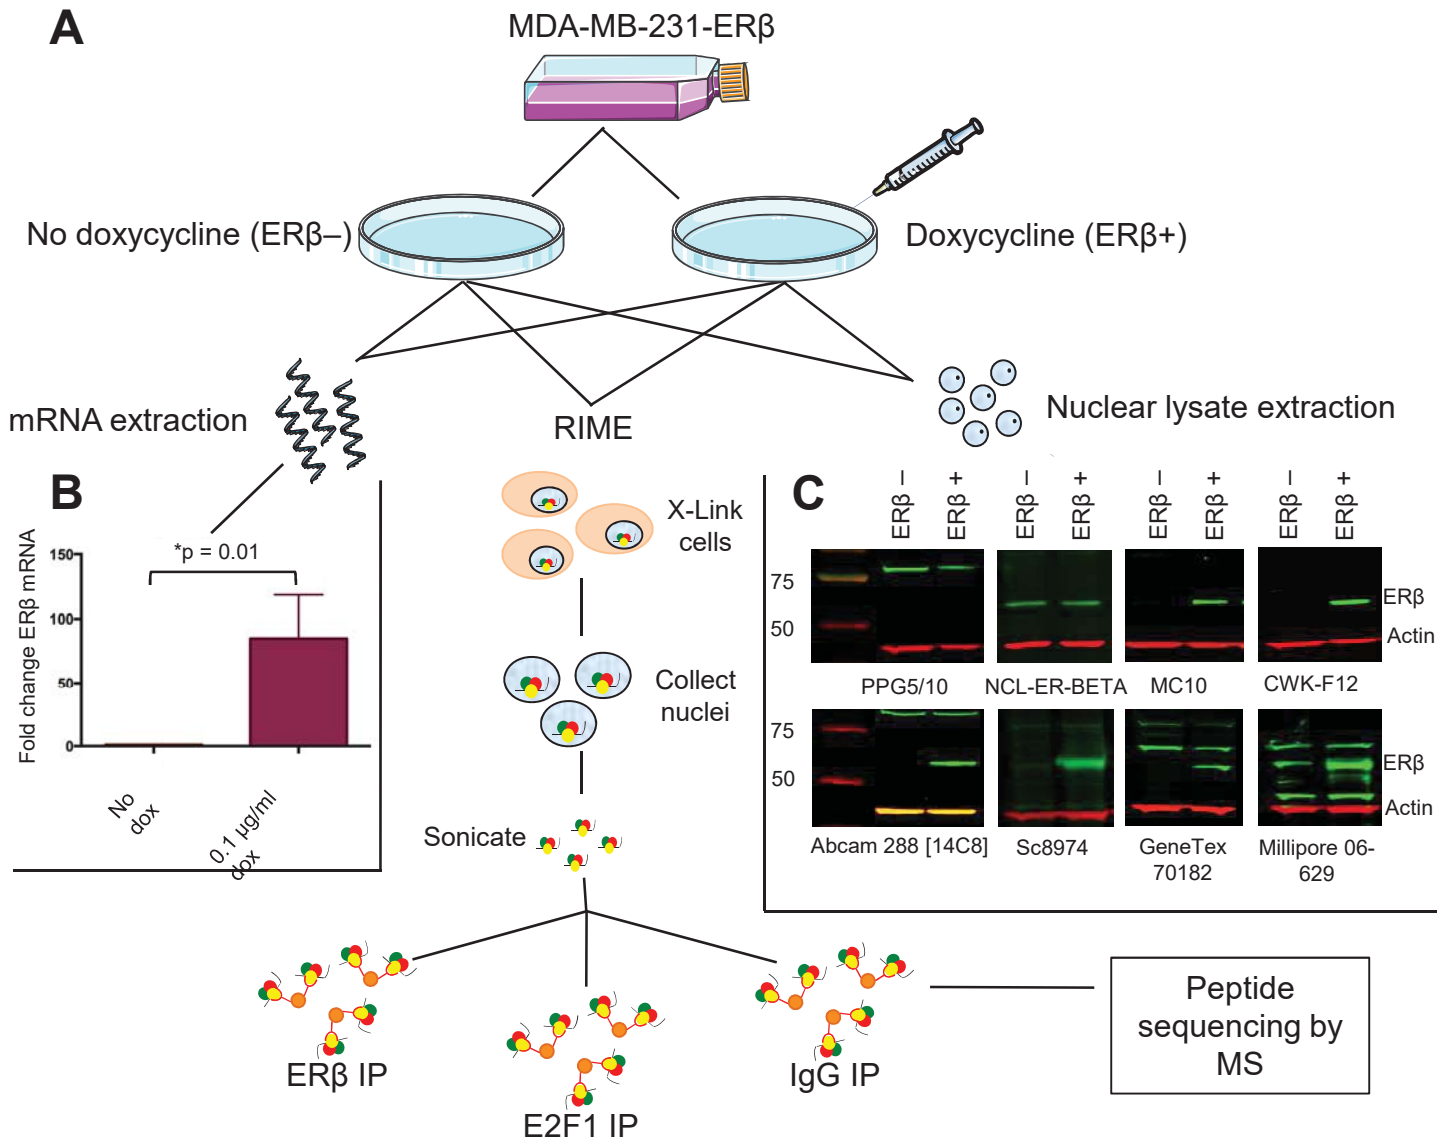 A
MDA-MB-231-ERβ
No doxycycline (ERβ–)
Doxycycline (ERβ+)
mRNA extraction
RIME
Nuclear lysate extraction
B
*p = 0.01
Fold change ERβ mRNA
150
100
50
0
No
dox
0.1 µg/ml
dox
X-Link
cells
Collect
nuclei
Sonicate
C
ERβ –
ERβ +
ERβ –
ERβ +
ERβ –
ERβ +
ERβ –
ERβ +
75
50
ERβ
Actin
PPG5/10
NCL-ER-BETA
MC10
CWK-F12
75
50
ERβ
Actin
Abcam 288 [14C8]
Sc8974
GeneTex
70182
Millipore 06-
629
ERβ IP
E2F1 IP
IgG IP
Peptide
sequencing by
MS